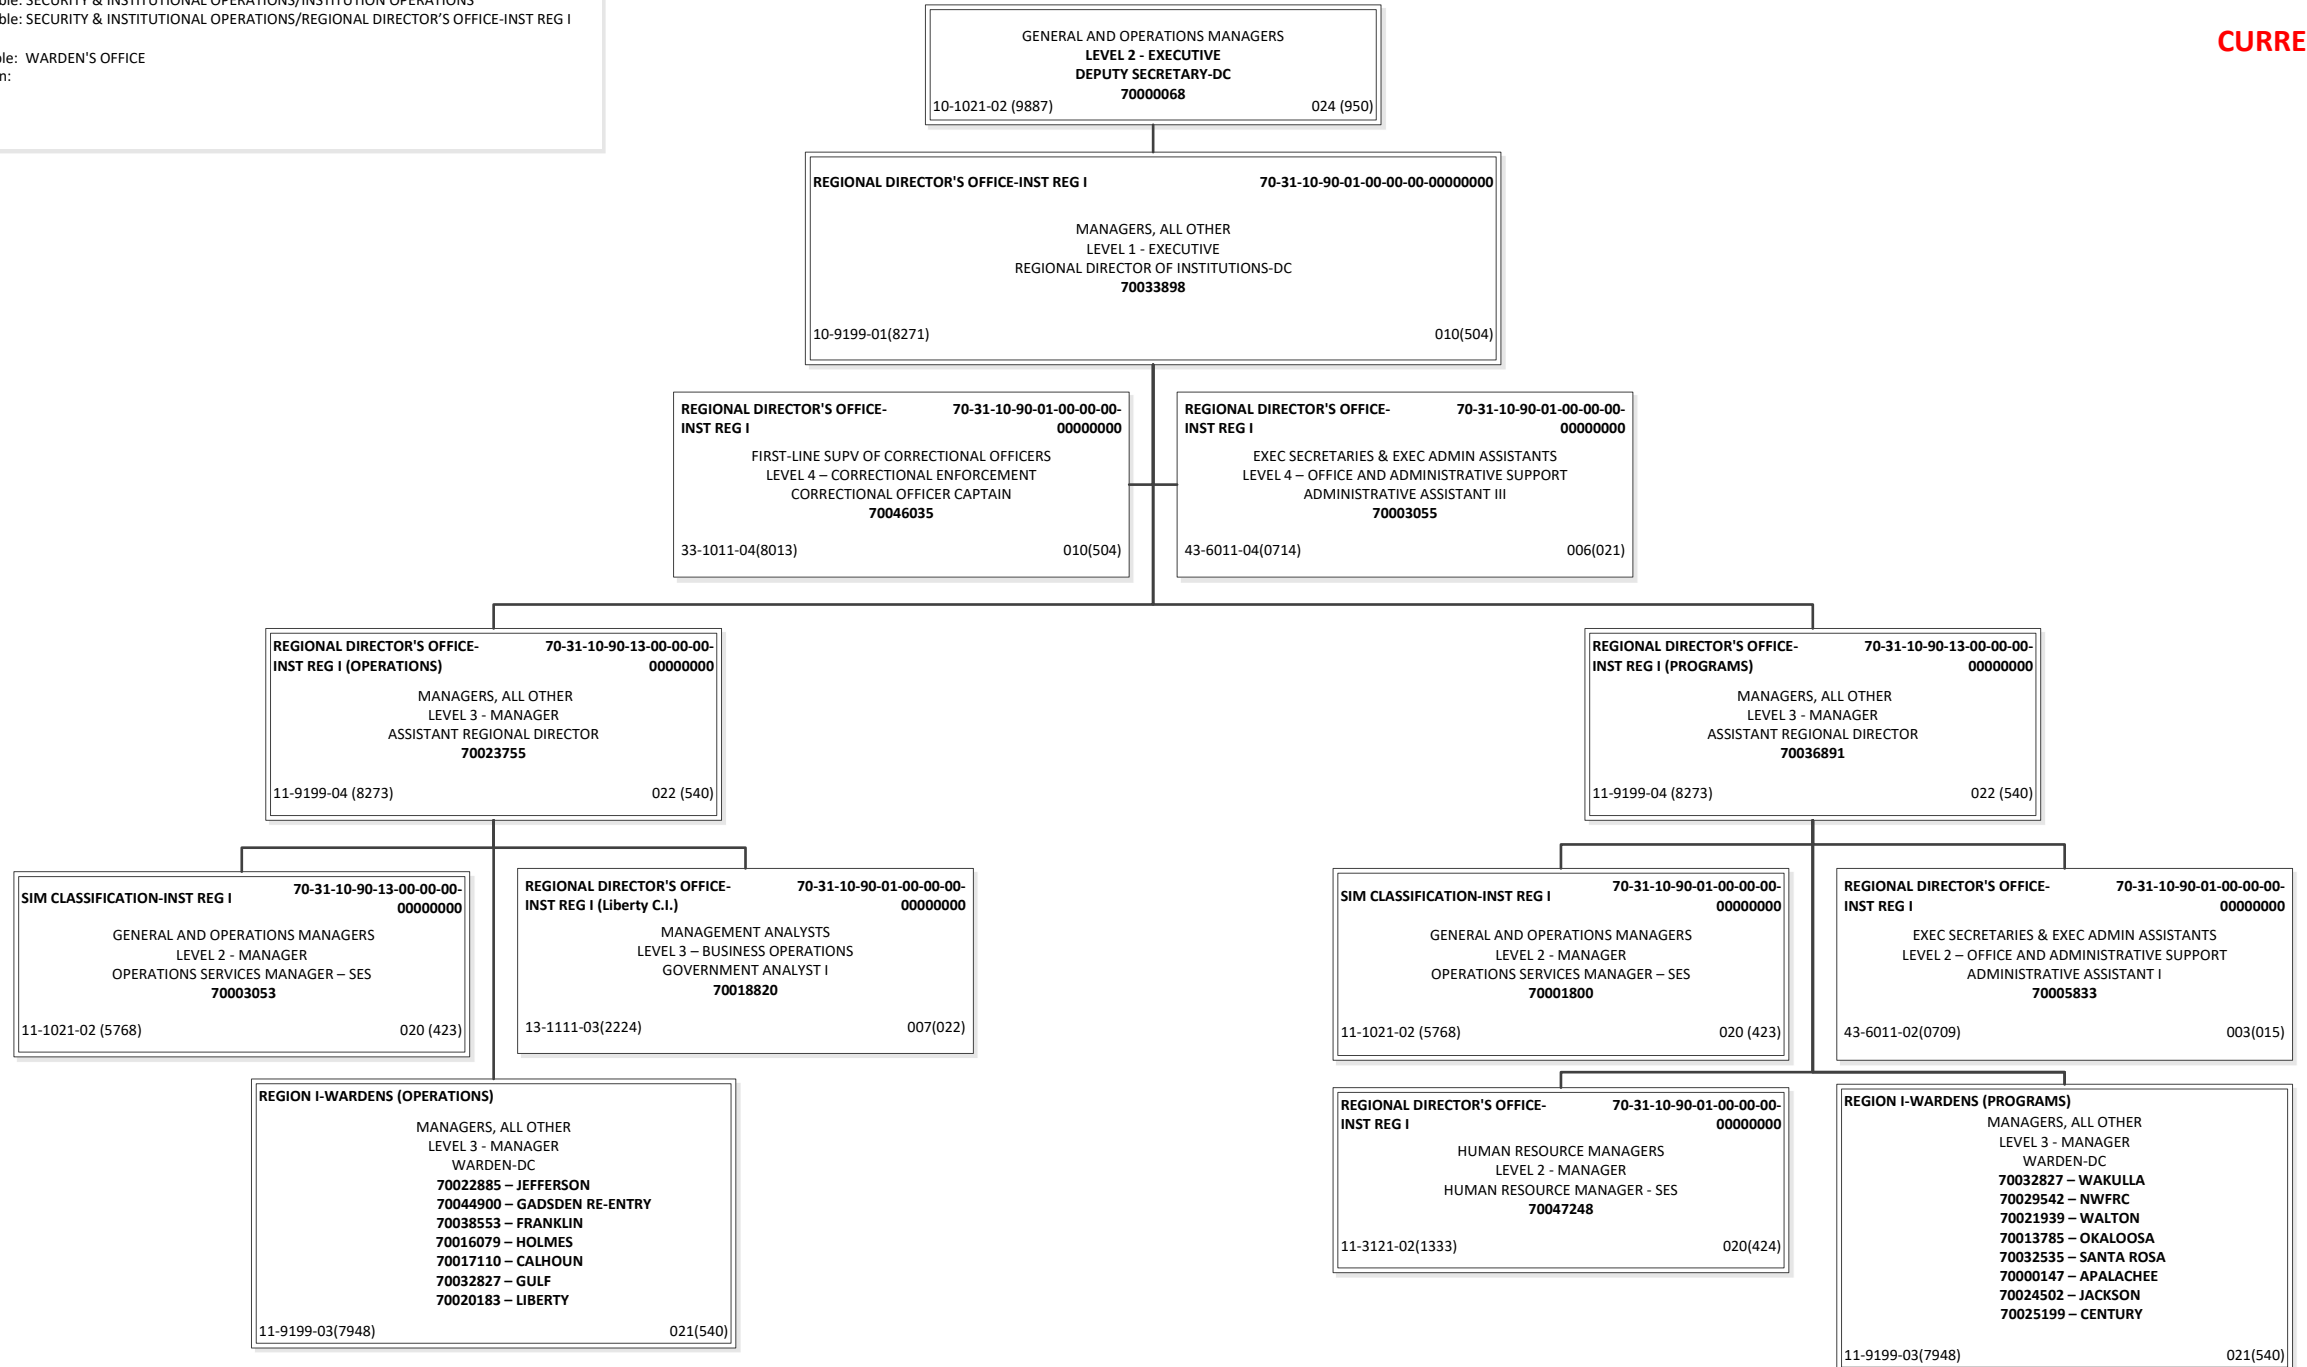 SECURITY & INSTITUTIONAL OPERATIONS/INSTITUTION OPERATIONS
ble: SECURITY & INSTITUTIONAL OPERATIONS/REGIONAL DIRECTOR’S OFFICE-INST REG I
ble: WARDEN'S OFFICE
n:
CURRE
GENERAL AND OPERATIONS MANAGERS
LEVEL 2 - EXECUTIVE
DEPUTY SECRETARY-DC
70000068
10-1021-02 (9887) 024 (950)
REGIONAL DIRECTOR'S OFFICE-INST REG I 70-31-10-90-01-00-00-00-00000000
MANAGERS, ALL OTHER
LEVEL 1 - EXECUTIVE
REGIONAL DIRECTOR OF INSTITUTIONS-DC
70033898
10-9199-01(8271) 010(504)
REGIONAL DIRECTOR'S OFFICE- 70-31-10-90-01-00-00-00-
INST REG I 00000000
FIRST-LINE SUPV OF CORRECTIONAL OFFICERS
LEVEL 4 – CORRECTIONAL ENFORCEMENT
CORRECTIONAL OFFICER CAPTAIN
70046035
33-1011-04(8013) 010(504)
REGIONAL DIRECTOR'S OFFICE- 70-31-10-90-01-00-00-00-
INST REG I 00000000
EXEC SECRETARIES & EXEC ADMIN ASSISTANTS
LEVEL 4 – OFFICE AND ADMINISTRATIVE SUPPORT
ADMINISTRATIVE ASSISTANT III
70003055
43-6011-04(0714) 006(021)
REGIONAL DIRECTOR'S OFFICE- 70-31-10-90-13-00-00-00-
INST REG I (OPERATIONS) 00000000
MANAGERS, ALL OTHER
LEVEL 3 - MANAGER
ASSISTANT REGIONAL DIRECTOR
70023755
11-9199-04 (8273) 022 (540)
REGIONAL DIRECTOR'S OFFICE- 70-31-10-90-13-00-00-00-
INST REG I (PROGRAMS) 00000000
MANAGERS, ALL OTHER
LEVEL 3 - MANAGER
ASSISTANT REGIONAL DIRECTOR
70036891
11-9199-04 (8273) 022 (540)
SIM CLASSIFICATION-INST REG I 70-31-10-90-13-00-00-00-
00000000
GENERAL AND OPERATIONS MANAGERS
LEVEL 2 - MANAGER
OPERATIONS SERVICES MANAGER – SES
70003053
11-1021-02 (5768) 020 (423)
REGIONAL DIRECTOR'S OFFICE- 70-31-10-90-01-00-00-00-
INST REG I (Liberty C.I.) 00000000
MANAGEMENT ANALYSTS
LEVEL 3 – BUSINESS OPERATIONS
GOVERNMENT ANALYST I
70018820
13-1111-03(2224) 007(022)
SIM CLASSIFICATION-INST REG I 70-31-10-90-01-00-00-00-
00000000
GENERAL AND OPERATIONS MANAGERS
LEVEL 2 - MANAGER
OPERATIONS SERVICES MANAGER – SES
70001800
11-1021-02 (5768) 020 (423)
REGIONAL DIRECTOR'S OFFICE- 70-31-10-90-01-00-00-00-
INST REG I 00000000
EXEC SECRETARIES & EXEC ADMIN ASSISTANTS
LEVEL 2 – OFFICE AND ADMINISTRATIVE SUPPORT
ADMINISTRATIVE ASSISTANT I
70005833
43-6011-02(0709) 003(015)
REGION I-WARDENS (OPERATIONS)
MANAGERS, ALL OTHER
LEVEL 3 - MANAGER
WARDEN-DC
70022885 – JEFFERSON
70044900 – GADSDEN RE-ENTRY
70038553 – FRANKLIN
70016079 – HOLMES
70017110 – CALHOUN
70032827 – GULF
70020183 – LIBERTY
11-9199-03(7948) 021(540)
REGIONAL DIRECTOR'S OFFICE- 70-31-10-90-01-00-00-00-
INST REG I 00000000
HUMAN RESOURCE MANAGERS
LEVEL 2 - MANAGER
HUMAN RESOURCE MANAGER - SES
70047248
11-3121-02(1333) 020(424)
REGION I-WARDENS (PROGRAMS)
MANAGERS, ALL OTHER
LEVEL 3 - MANAGER
WARDEN-DC
70032827 – WAKULLA
70029542 – NWFRC
70021939 – WALTON
70013785 – OKALOOSA
70032535 – SANTA ROSA
70000147 – APALACHEE
70024502 – JACKSON
70025199 – CENTURY
11-9199-03(7948) 021(540)